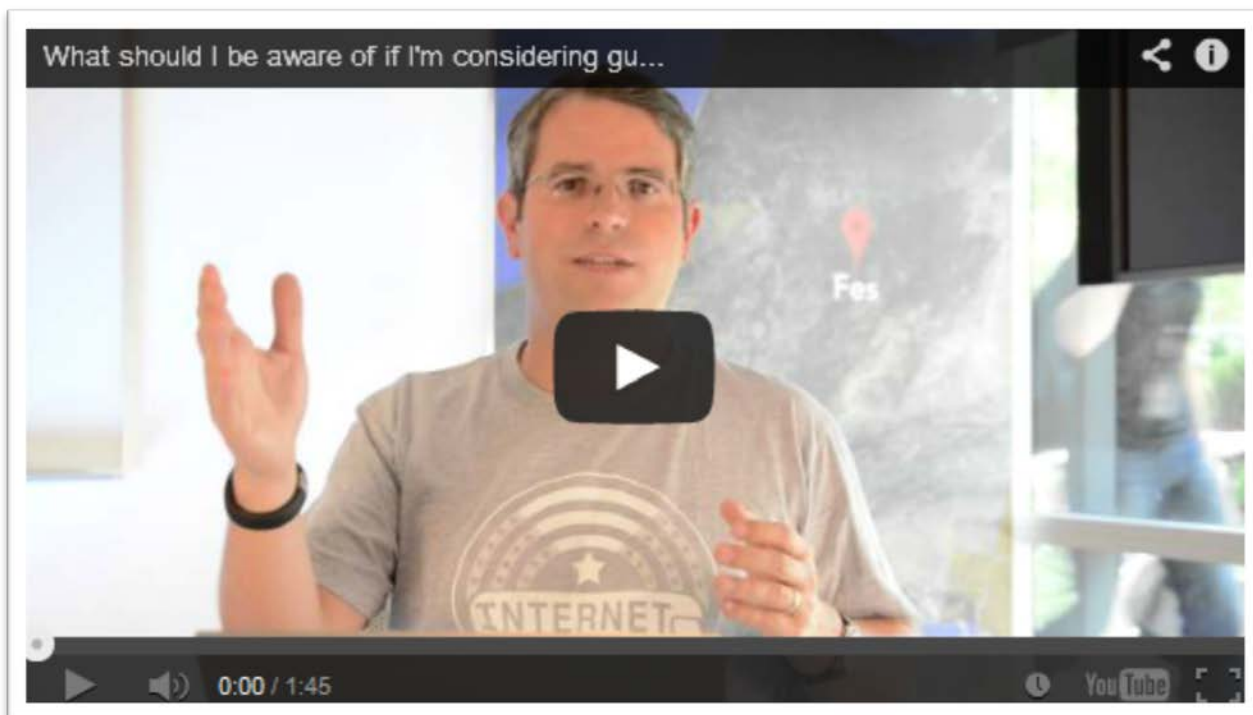 What should I be aware of if I'm considering gu...
Fes
INTERNET
0:00 / 1:45
YouTube